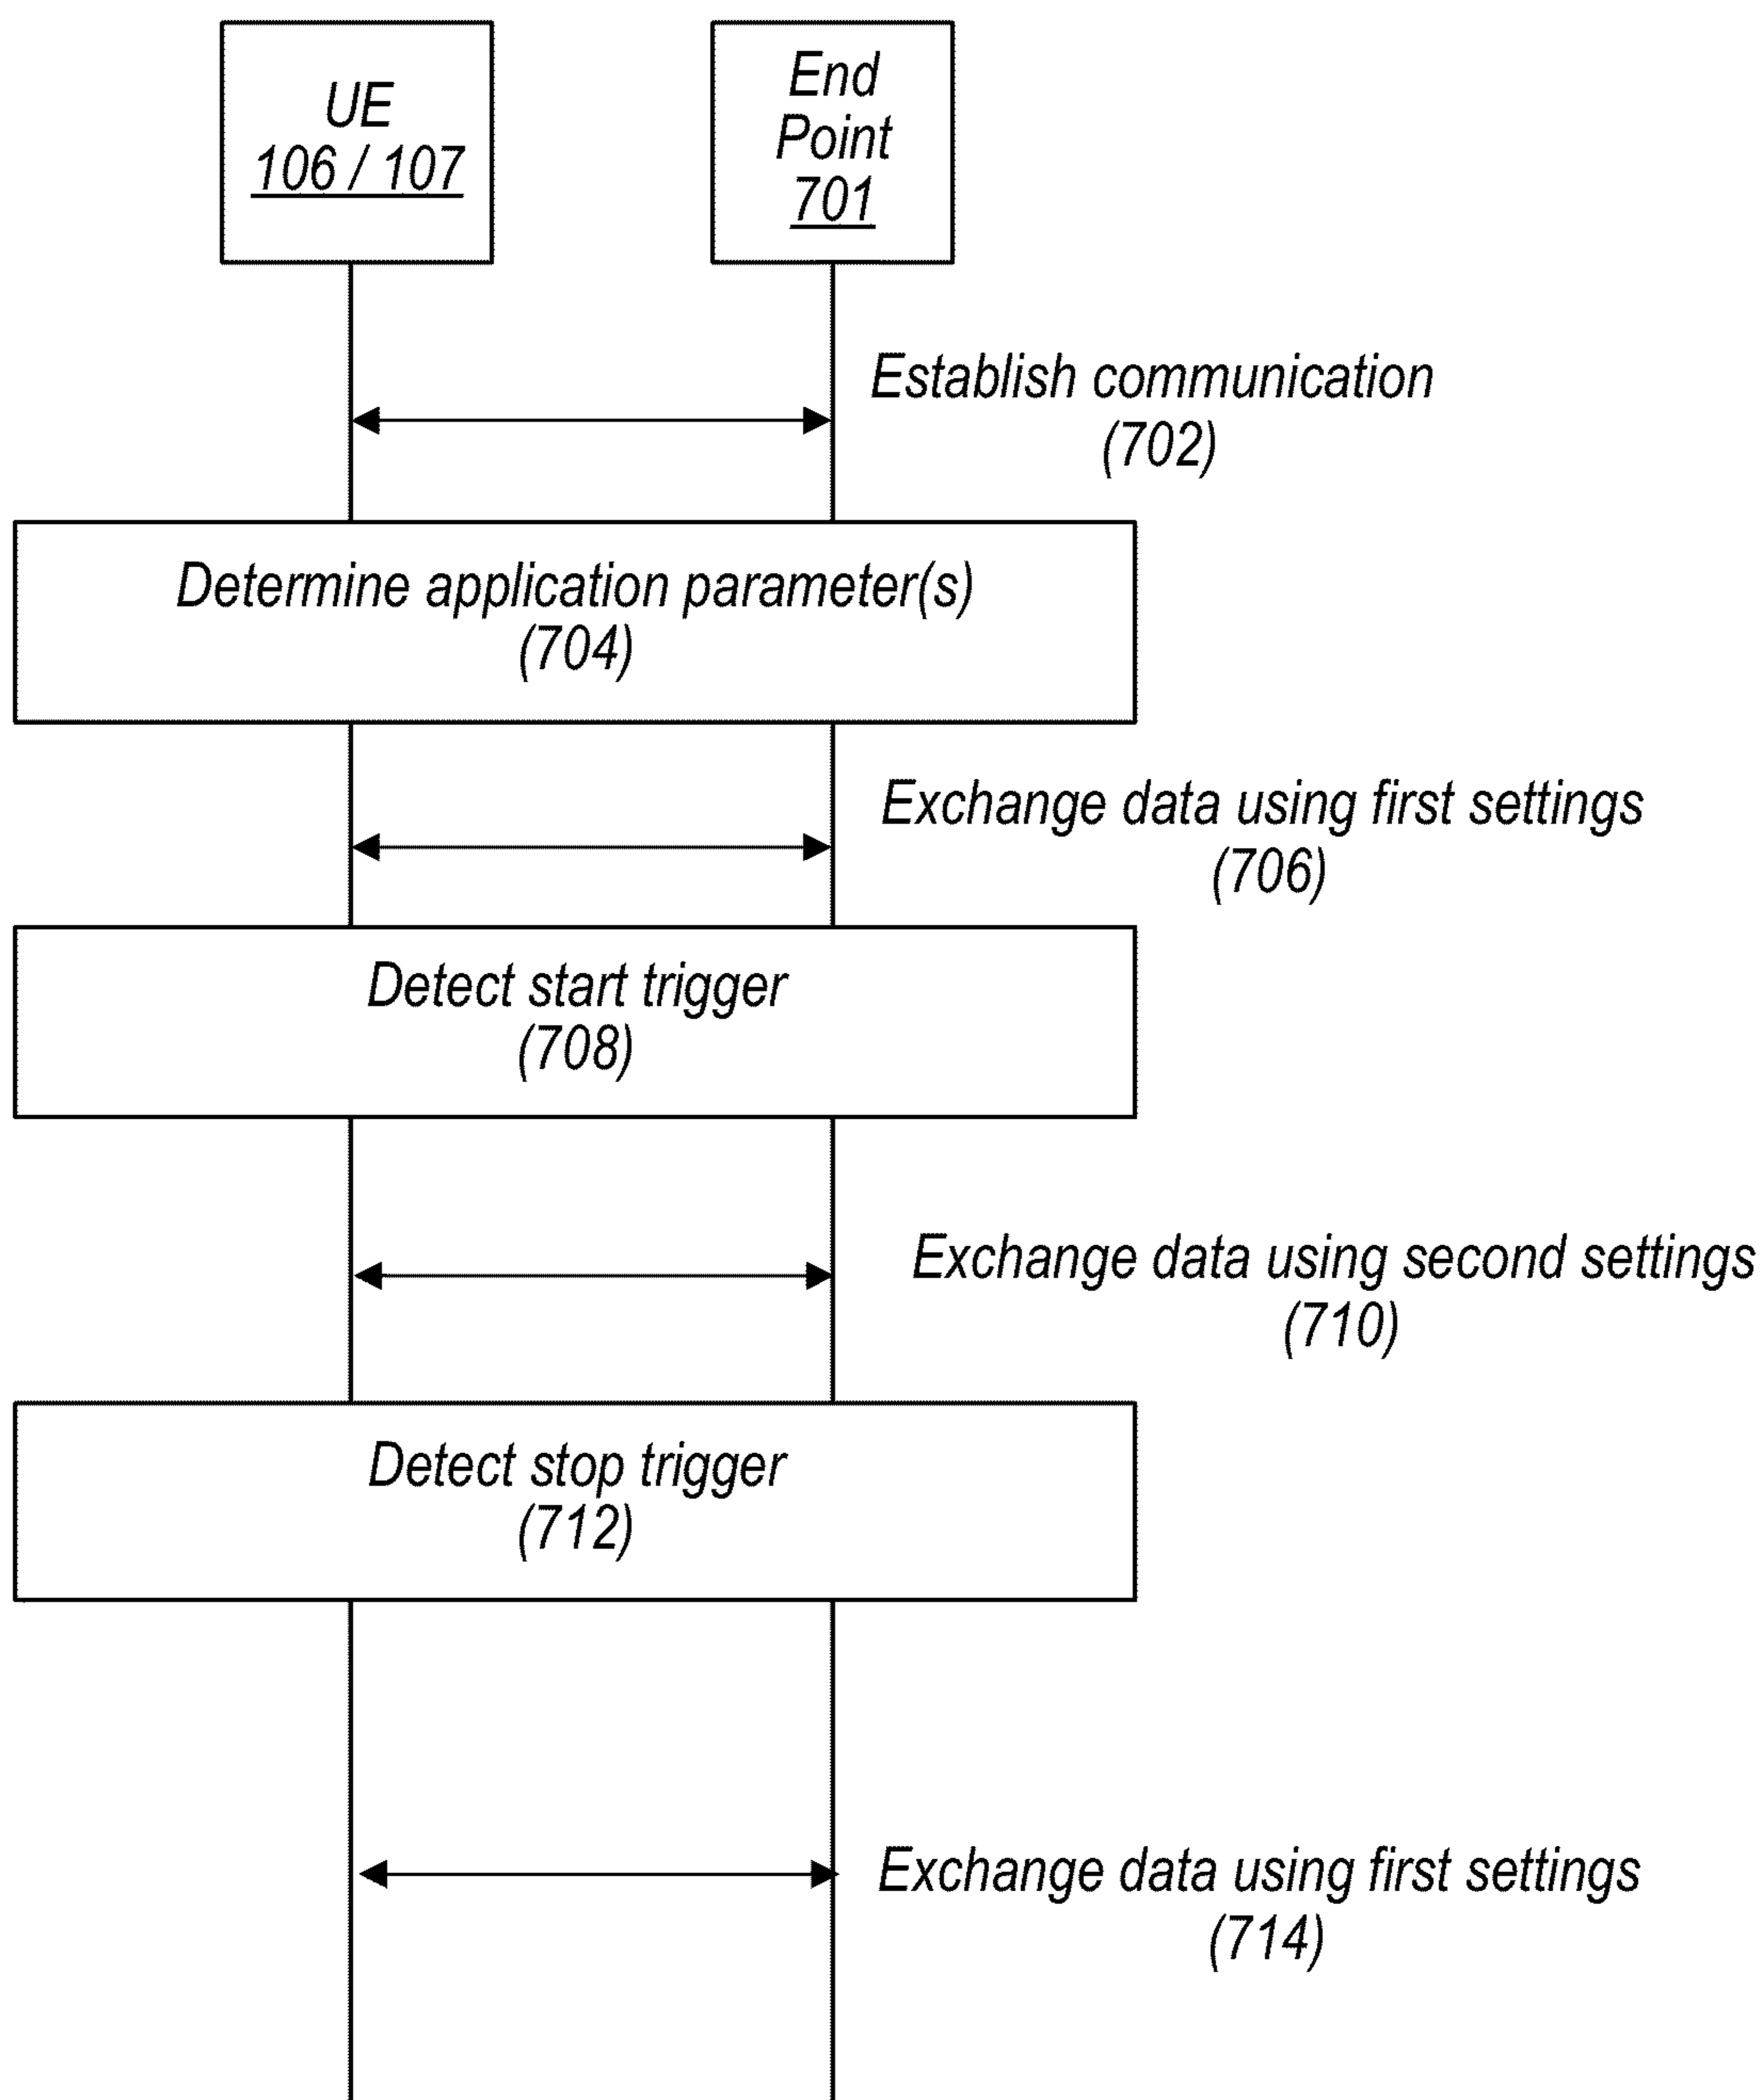 UE
106 / 107
End
Point
701
Establish communication
(702)
Determine application parameter(s)
(704)
Exchange data using first settings
(706)
Detect start trigger
(708)
Exchange data using second settings
(710)
Detect stop trigger
(712)
Exchange data using first settings
(714)